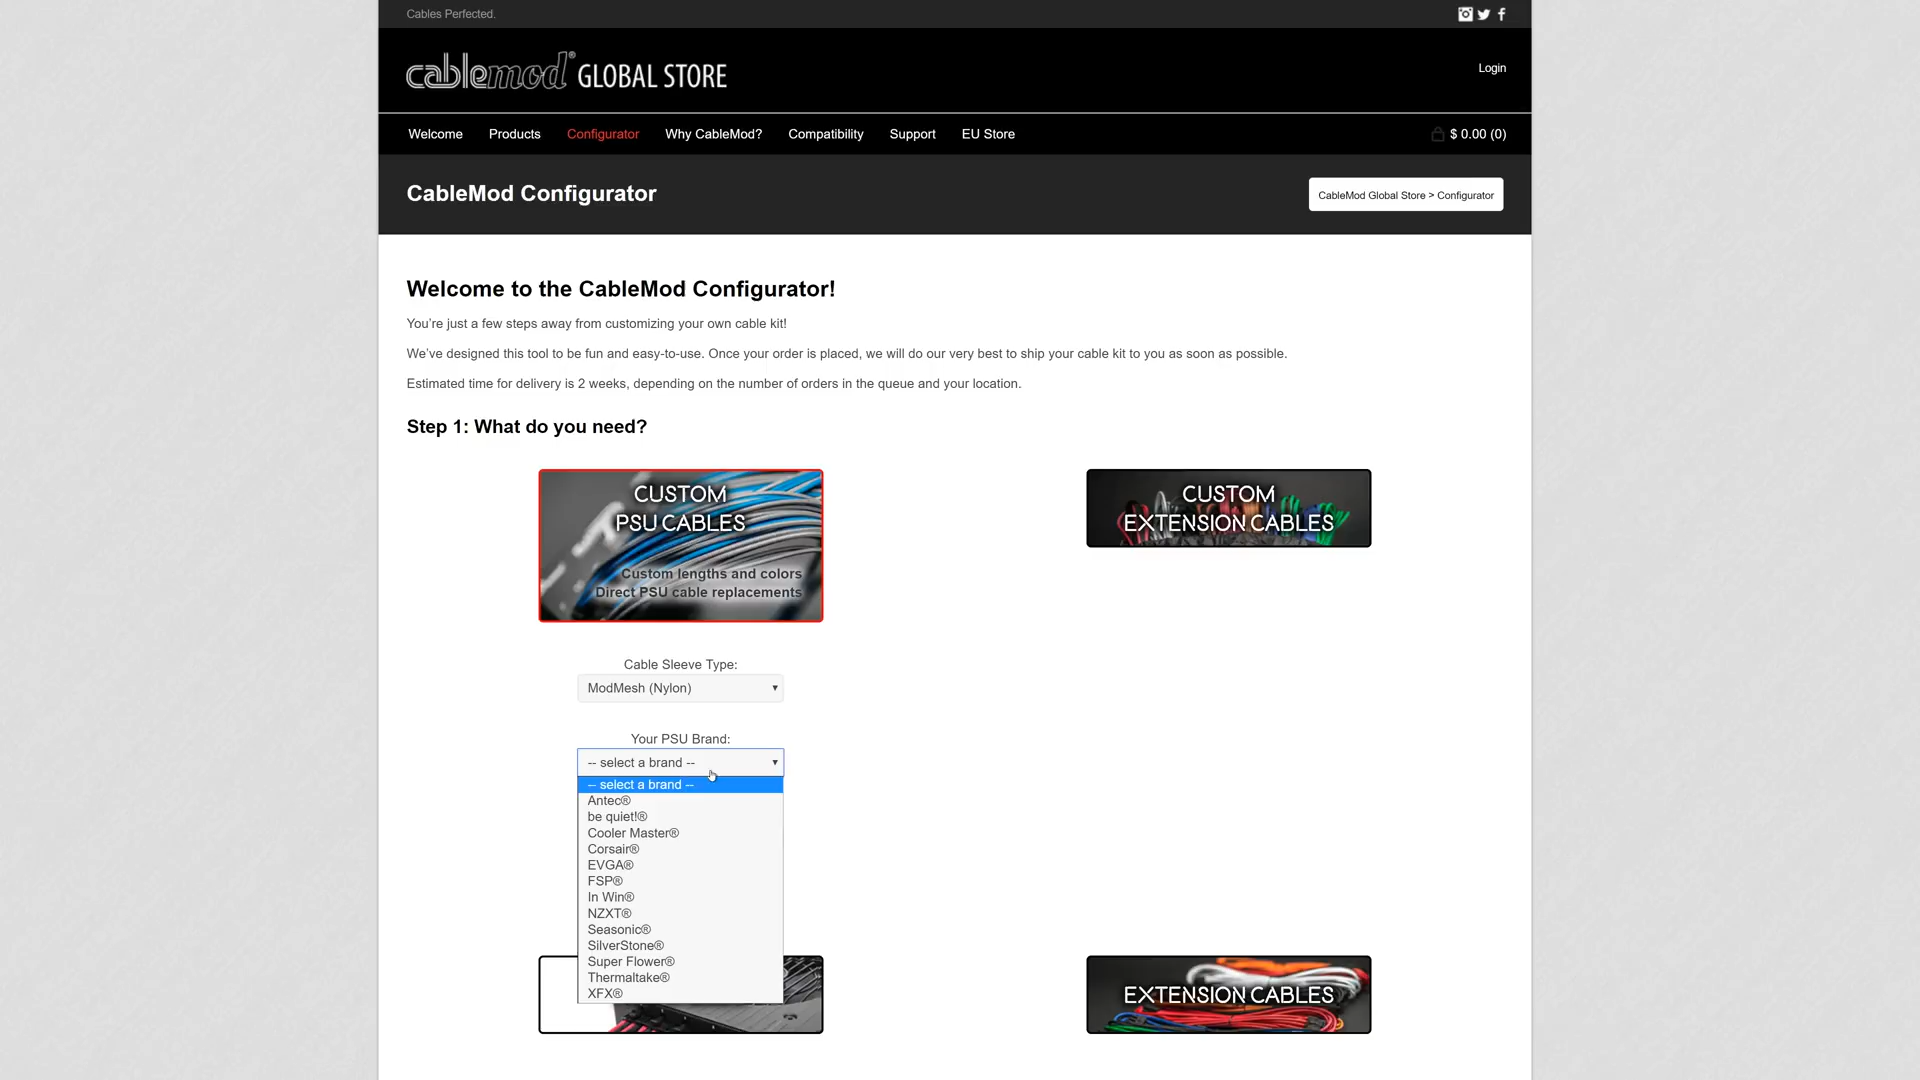 Cables Perfected.
cablemod® GLOBAL STORE
Login
Welcome Products Configurator Why CableMod? Compatibility Support EU Store $ 0.00 (0)
CableMod Configurator
CableMod Global Store > Configurator
Welcome to the CableMod Configurator!
You're just a few steps away from customizing your own cable kit!
We've designed this tool to be fun and easy-to-use. Once your order is placed, we will do our very best to ship your cable kit to you as soon as possible.
Estimated time for delivery is 2 weeks, depending on the number of orders in the queue and your location.
Step 1: What do you need?
CUSTOM
PSU CABLES
Custom lengths and colors
Direct PSU cable replacements
CUSTOM
EXTENSION CABLES
Cable Sleeve Type:
ModMesh (Nylon)
Your PSU Brand:
-- select a brand --
-- select a brand --
Antec®
be quiet!®
Cooler Master®
Corsair®
EVGA®
FSP®
In Win®
NZXT®
Seasonic®
SilverStone®
Super Flower®
Thermaltake®
XFX®
EXTENSION CABLES